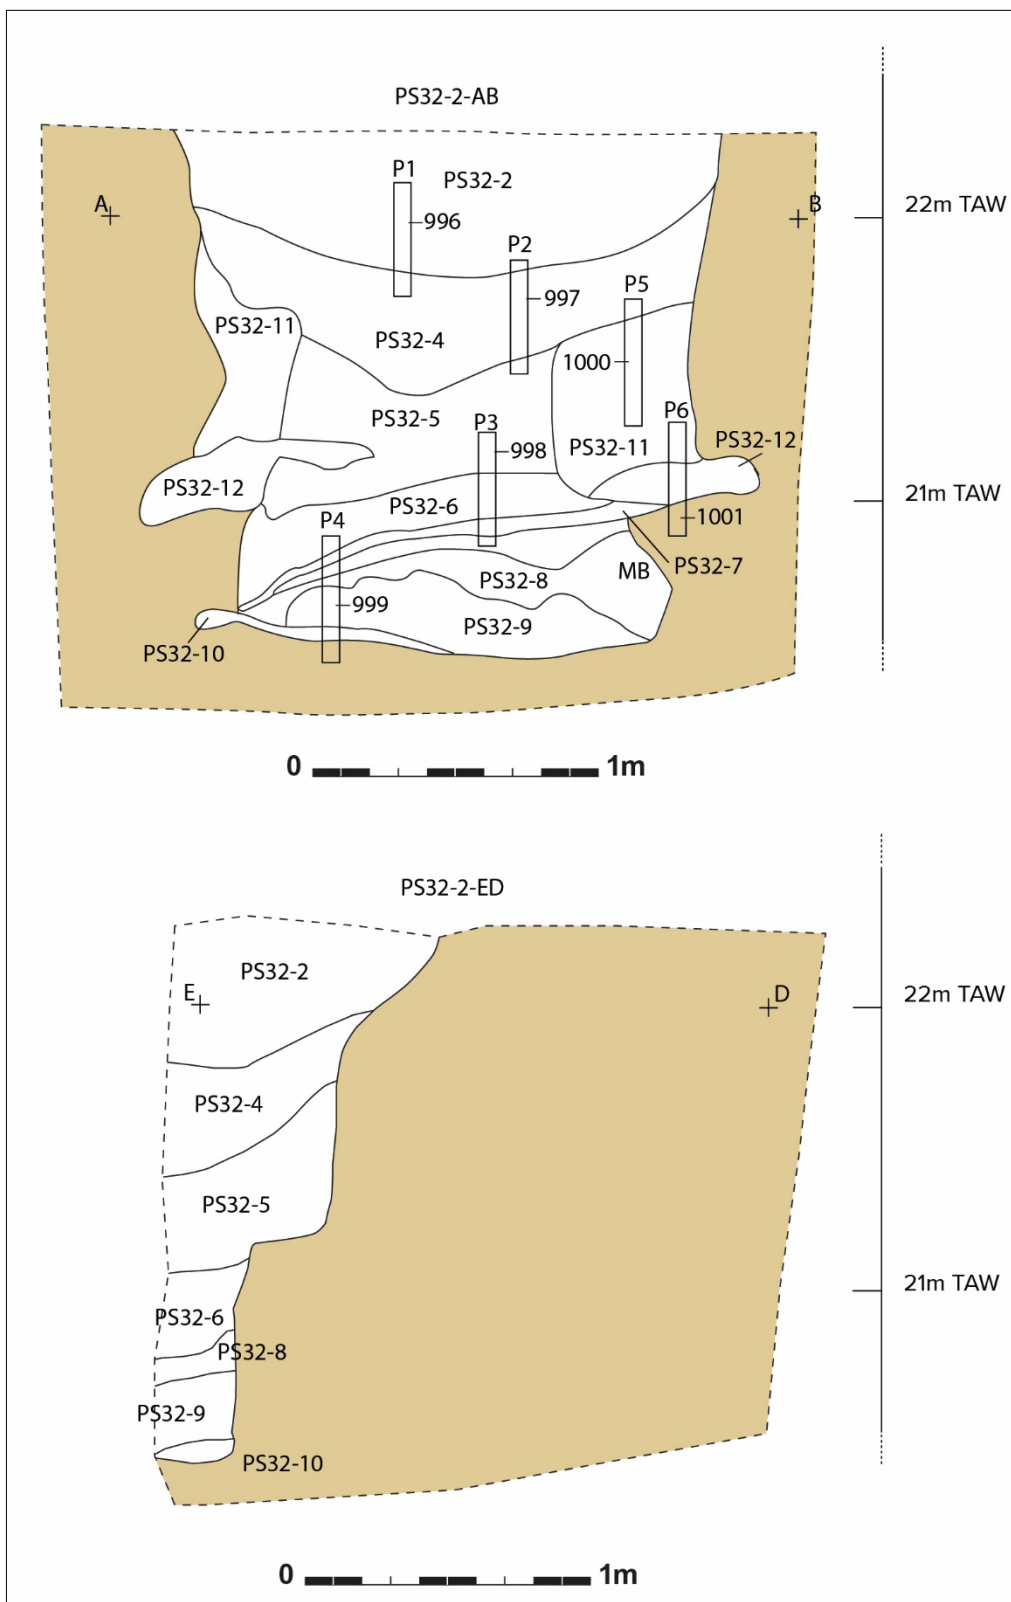 PS32-2-AB
P1
PS32-2
A
B
22m TAW
996
P2
P5
997
PS32-11
PS32-4
1000
P6
PS32-5
P3
998
PS32-11
PS32-12
PS32-12
PS32-6
21m TAW
P4
1001
PS32-7
MB
PS32-8
999
PS32-9
PS32-10
0
1m
PS32-2-ED
PS32-2
E
D
22m TAW
PS32-4
PS32-5
21m TAW
PS32-6
PS32-8
PS32-9
PS32-10
0
1m